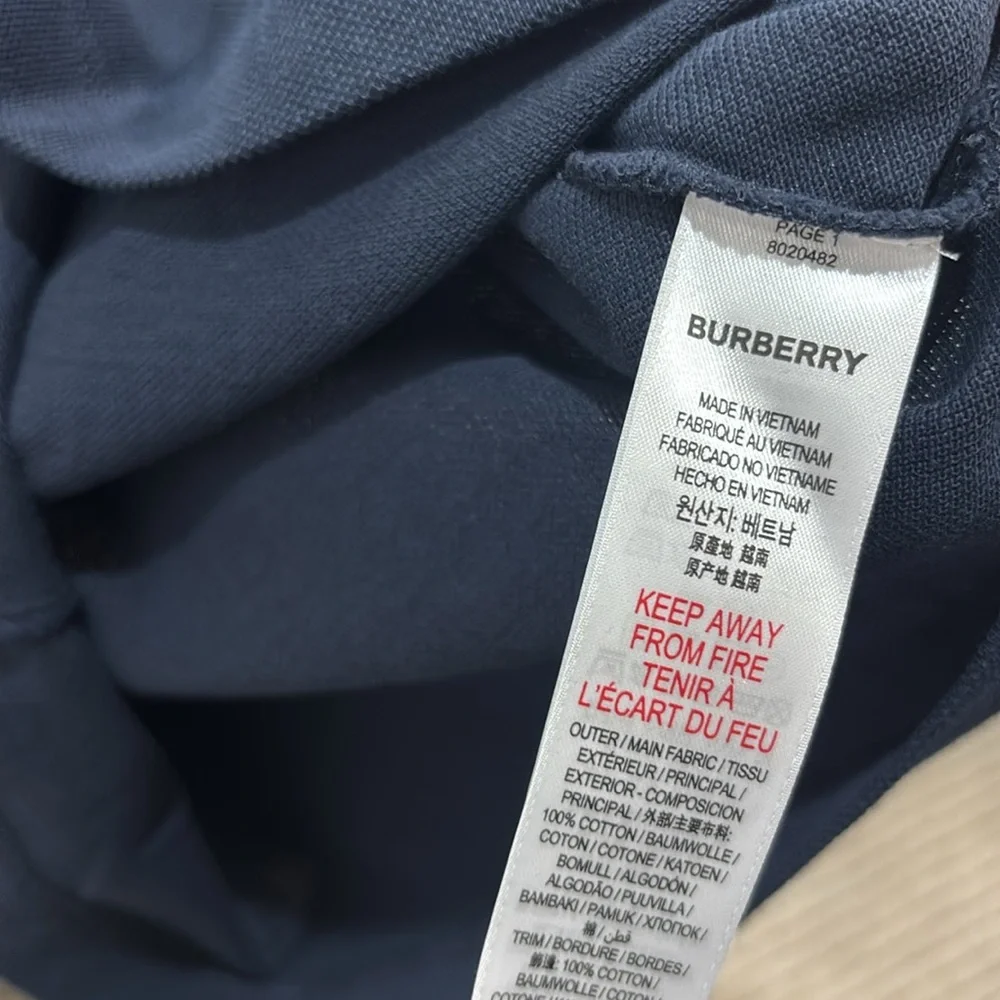 PAGE 1
8020482
BURBERRY
MADE IN VIETNAM
FABRIQUÉ AU VIETNAM
FABRICADO NO VIETNAME
HECHO EN VIETNAM
원산지: 베트남
原產地 越南
原产地 越南
KEEP AWAY
FROM FIRE
TENIR À
L'ÉCART DU FEU
OUTER / MAIN FABRIC / TISSU
EXTÉRIEUR / PRINCIPAL /
EXTERIOR - COMPOSICION
PRINCIPAL / 外部/主要布料:
100% COTTON / BAUMWOLLE /
COTON / COTONE / KATOEN /
BOMULL / ALGODÓN /
ALGODÃO / PUUVILLA /
BAMBAKI / PAMUK / ХЛОПОК /
棉 / قطن /
TRIM / BORDURE / BORDES /
100% COTTON /
BAUMWOLLE / COTON /
COTONE